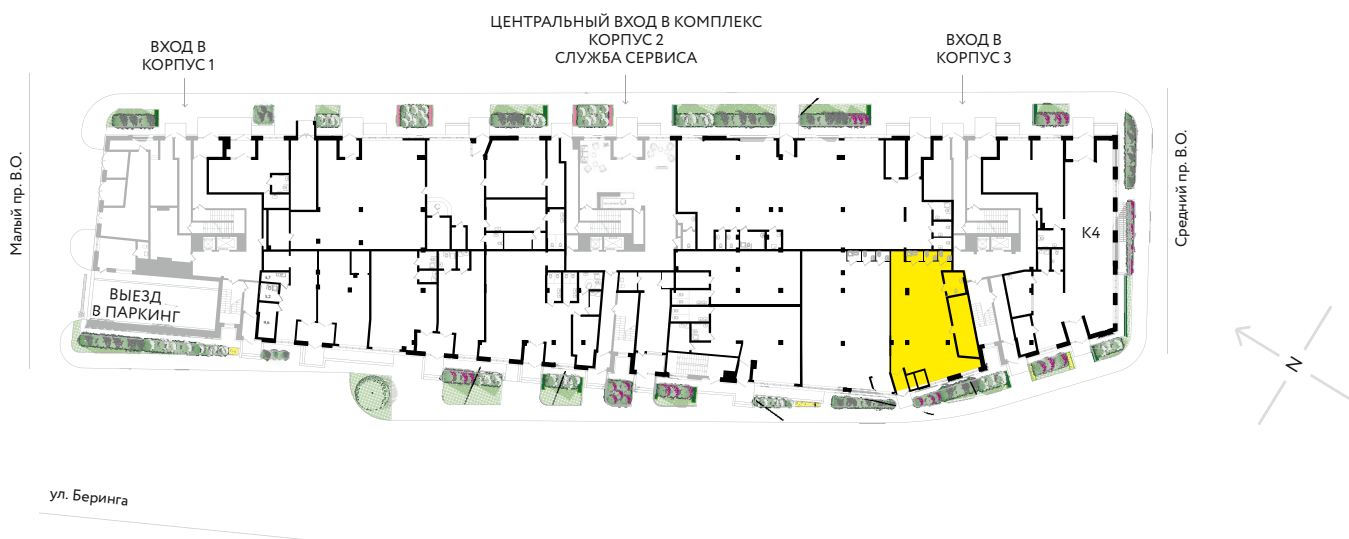 ЦЕНТРАЛЬНЫЙ ВХОД В КОМПЛЕКС
КОРПУС 2
СЛУЖБА СЕРВИСА
ВХОД В
КОРПУС 1
ВХОД В
КОРПУС 3
Малый пр. В.О.
Средний пр. В.О.
К4
ВЫЕЗД
В ПАРКИНГ
N
ул. Беринга